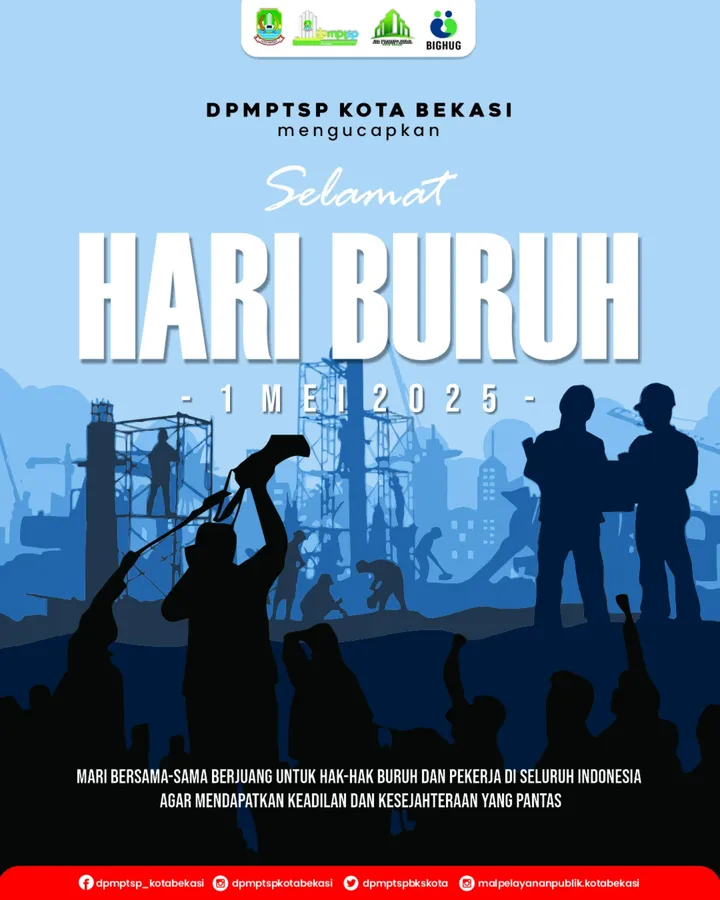 dpmptsp
BIGHUG
DPMPTSP KOTA BEKASI
mengucapkan
Selamat
HARI BURUH
- 1 MEI 2025 -
MARI BERSAMA-SAMA BERJUANG UNTUK HAK-HAK BURUH DAN PEKERJA DI SELURUH INDONESIA
AGAR MENDAPATKAN KEADILAN DAN KESEJAHTERAAN YANG PANTAS
dpmptsp_kotabekasi dpmptspkotabekasi dpmptspbkskota malpelayananpublik.kotabekasi